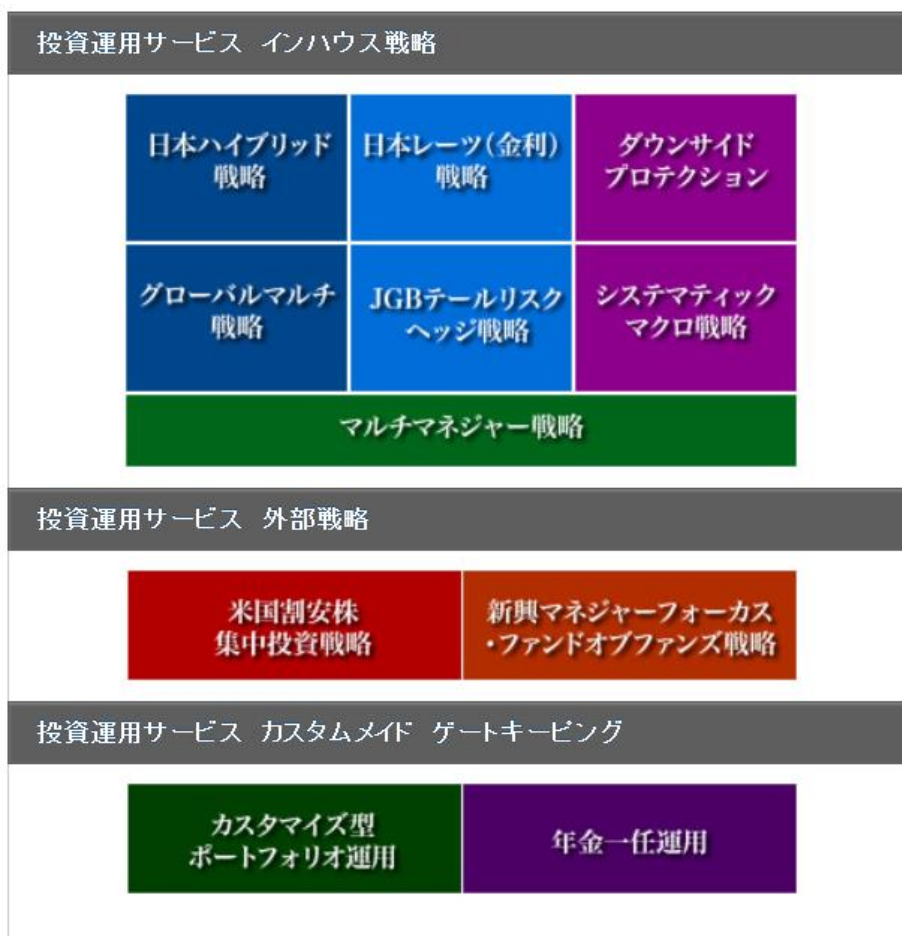 投資運用サービス インハウス戦略
日本ハイブリッド
戦略
日本レーツ(金利)
戦略
ダウンサイド
プロテクション
グローバルマルチ
戦略
JGBテールリスク
ヘッジ戦略
システマティック
マクロ戦略
マルチマネジャー戦略
投資運用サービス 外部戦略
米国割安株
集中投資戦略
新興マネジャーフォーカス
・ファンドオブファンズ戦略
投資運用サービス カスタムメイド ゲートキーピング
カスタマイズ型
ポートフォリオ運用
年金一任運用